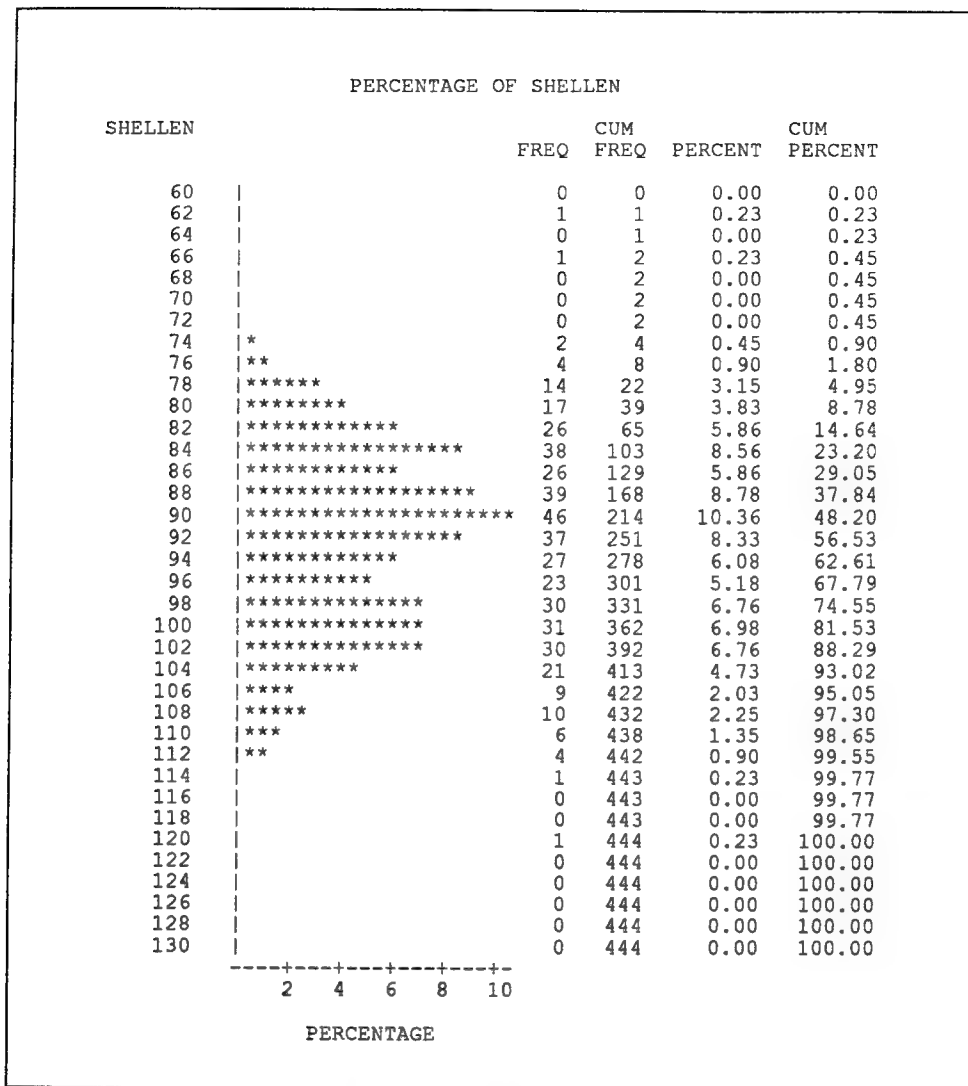 PERCENTAGE OF SHELLEN
SHELLEN CUM CUM
FREQ FREQ PERCENT PERCENT
60 | 0 0 0.00 0.00
62 | 1 1 0.23 0.23
64 | 0 1 0.00 0.23
66 | 1 2 0.23 0.45
68 | 0 2 0.00 0.45
70 | 0 2 0.00 0.45
72 | 0 2 0.00 0.45
74 |* 2 4 0.45 0.90
76 |** 4 8 0.90 1.80
78 |****** 14 22 3.15 4.95
80 |******** 17 39 3.83 8.78
82 |************ 26 65 5.86 14.64
84 |***************** 38 103 8.56 23.20
86 |************ 26 129 5.86 29.05
88 |****************** 39 168 8.78 37.84
90 |********************* 46 214 10.36 48.20
92 |***************** 37 251 8.33 56.53
94 |************ 27 278 6.08 62.61
96 |********** 23 301 5.18 67.79
98 |************** 30 331 6.76 74.55
100 |************** 31 362 6.98 81.53
102 |************** 30 392 6.76 88.29
104 |********* 21 413 4.73 93.02
106 |**** 9 422 2.03 95.05
108 |***** 10 432 2.25 97.30
110 |*** 6 438 1.35 98.65
112 |** 4 442 0.90 99.55
114 | 1 443 0.23 99.77
116 | 0 443 0.00 99.77
118 | 0 443 0.00 99.77
120 | 1 444 0.23 100.00
122 | 0 444 0.00 100.00
124 | 0 444 0.00 100.00
126 | 0 444 0.00 100.00
128 | 0 444 0.00 100.00
130 | 0 444 0.00 100.00
----+---+---+---+---+-
2 4 6 8 10
PERCENTAGE